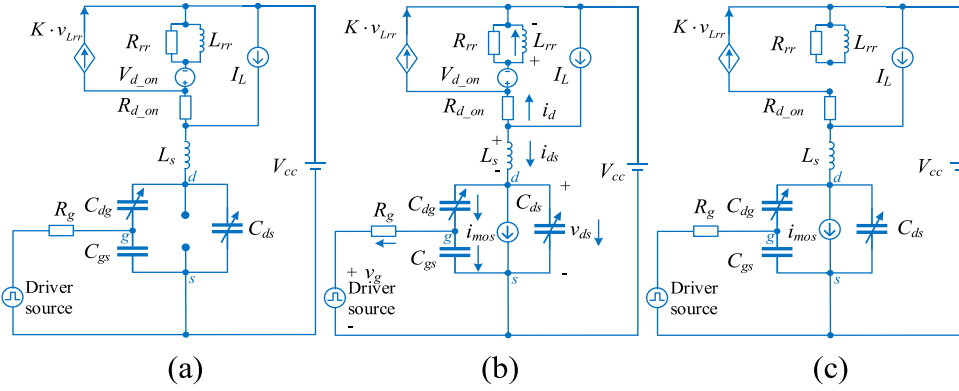 K · v_Lrr
R_rr
L_rr
V_d_on
I_L
R_d_on
L_s
V_cc
d
C_dg
R_g
g
C_ds
C_gs
s
Driver
source
(a)
K · v_Lrr
-
R_rr
L_rr
+
V_d_on
I_L
R_d_on
i_d
+
L_s
i_ds
-
V_cc
d
+
C_dg
C_ds
R_g
g
i_mos
v_ds
C_gs
+ v_g
s
-
Driver
source
-
(b)
K · v_Lrr
R_rr
L_rr
I_L
R_d_on
L_s
V_cc
d
C_dg
R_g
g
i_mos
C_ds
C_gs
s
Driver
source
(c)